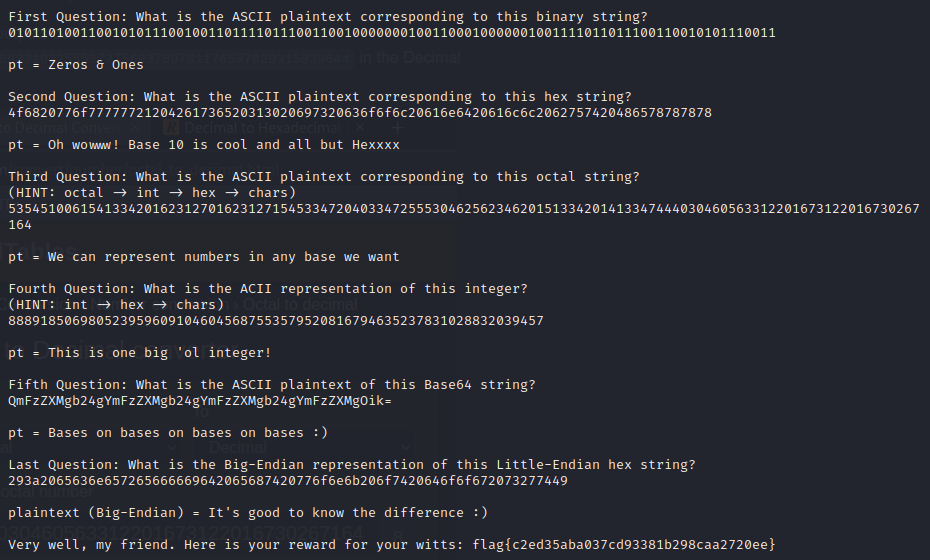 First Question: What is the ASCII plaintext corresponding to this binary string?
010110100110010101110010011011110111001100100000001001100010000001001111011011100110010101110011
pt = Zeros & Ones
Second Question: What is the ASCII plaintext corresponding to this hex string?
4f6820776f77777721204261736520313020697320636f6f6c20616e6420616c6c2062757420486578787878
pt = Oh wowww! Base 10 is cool and all but Hexxxx
Third Question: What is the ASCII plaintext corresponding to this octal string?
(HINT: octal -> int -> hex -> chars)
535451006154133420162312701623127154533472040334725553046256234620151334201413347444030460563312201673122016730267
164
pt = We can represent numbers in any base we want
Fourth Question: What is the ACII representation of this integer?
(HINT: int -> hex -> chars)
8889185069805239596091046045687553579520816794635237831028832039457
pt = This is one big 'ol integer!
Fifth Question: What is the ASCII plaintext of this Base64 string?
QmFzZXMgb24gYmFzZXMgb24gYmFzZXMgb24gYmFzZXMgOik=
pt = Bases on bases on bases on bases :)
Last Question: What is the Big-Endian representation of this Little-Endian hex string?
293a2065636e65657265666669642065687420776f6e6b206f7420646f6f672073277449
plaintext (Big-Endian) = It's good to know the difference :)
Very well, my friend. Here is your reward for your witts: flag{c2ed35aba037cd93381b298caa2720ee}